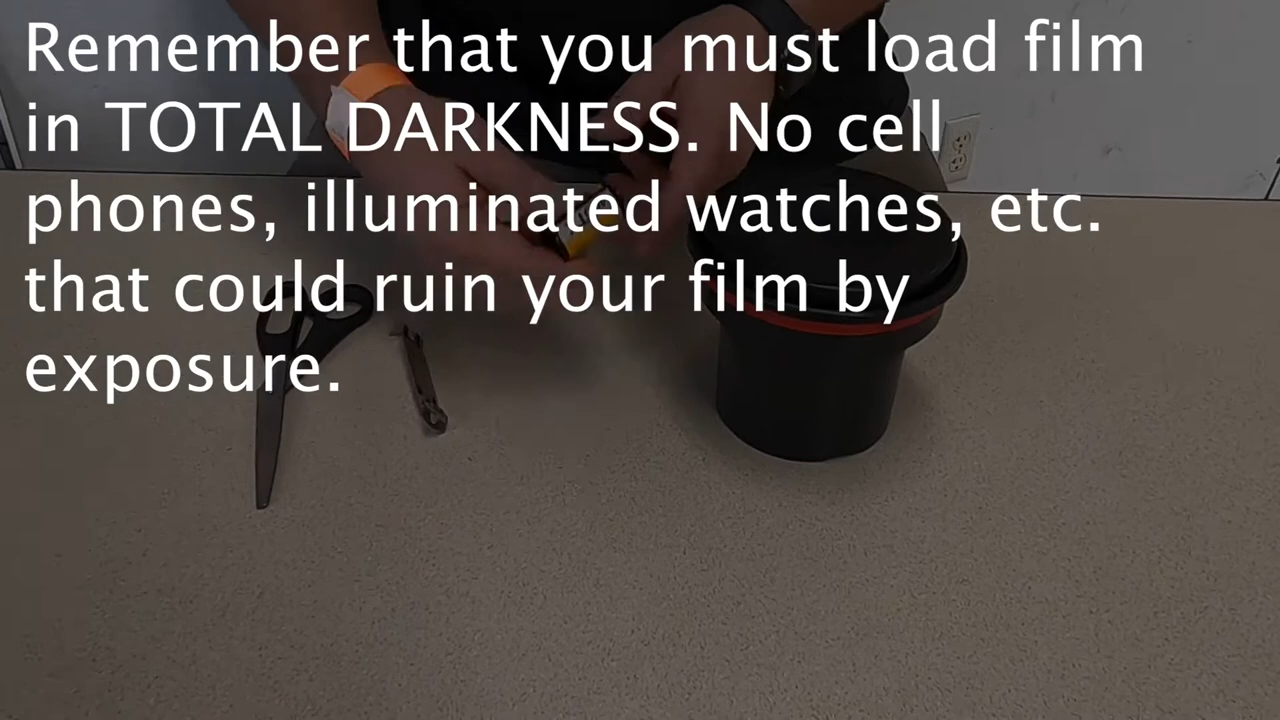 Remember that you must load film
in TOTAL DARKNESS. No cell
phones, illuminated watches, etc.
that could ruin your film by
exposure.